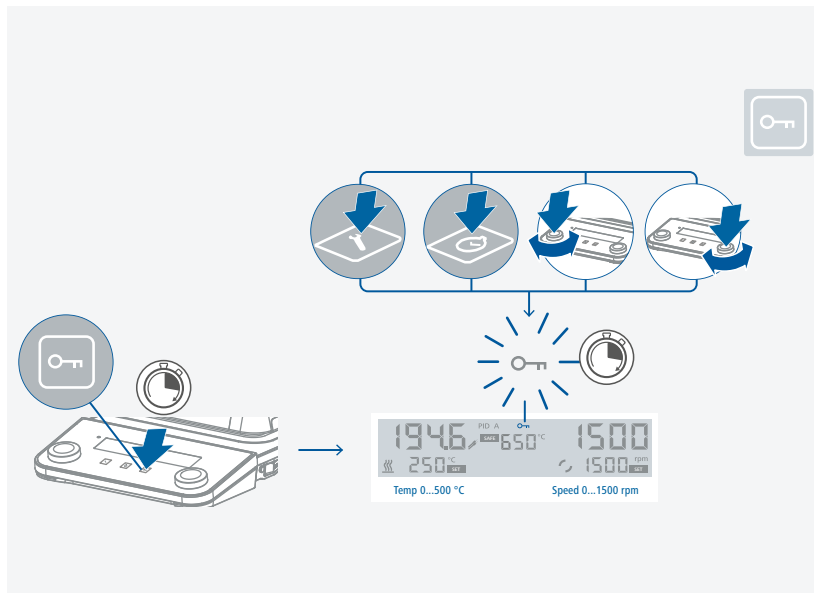 194.6
PID A
SAFE 650 °C
1500
250 °C SET
1500 rpm SET
Temp 0...500 °C
Speed 0...1500 rpm